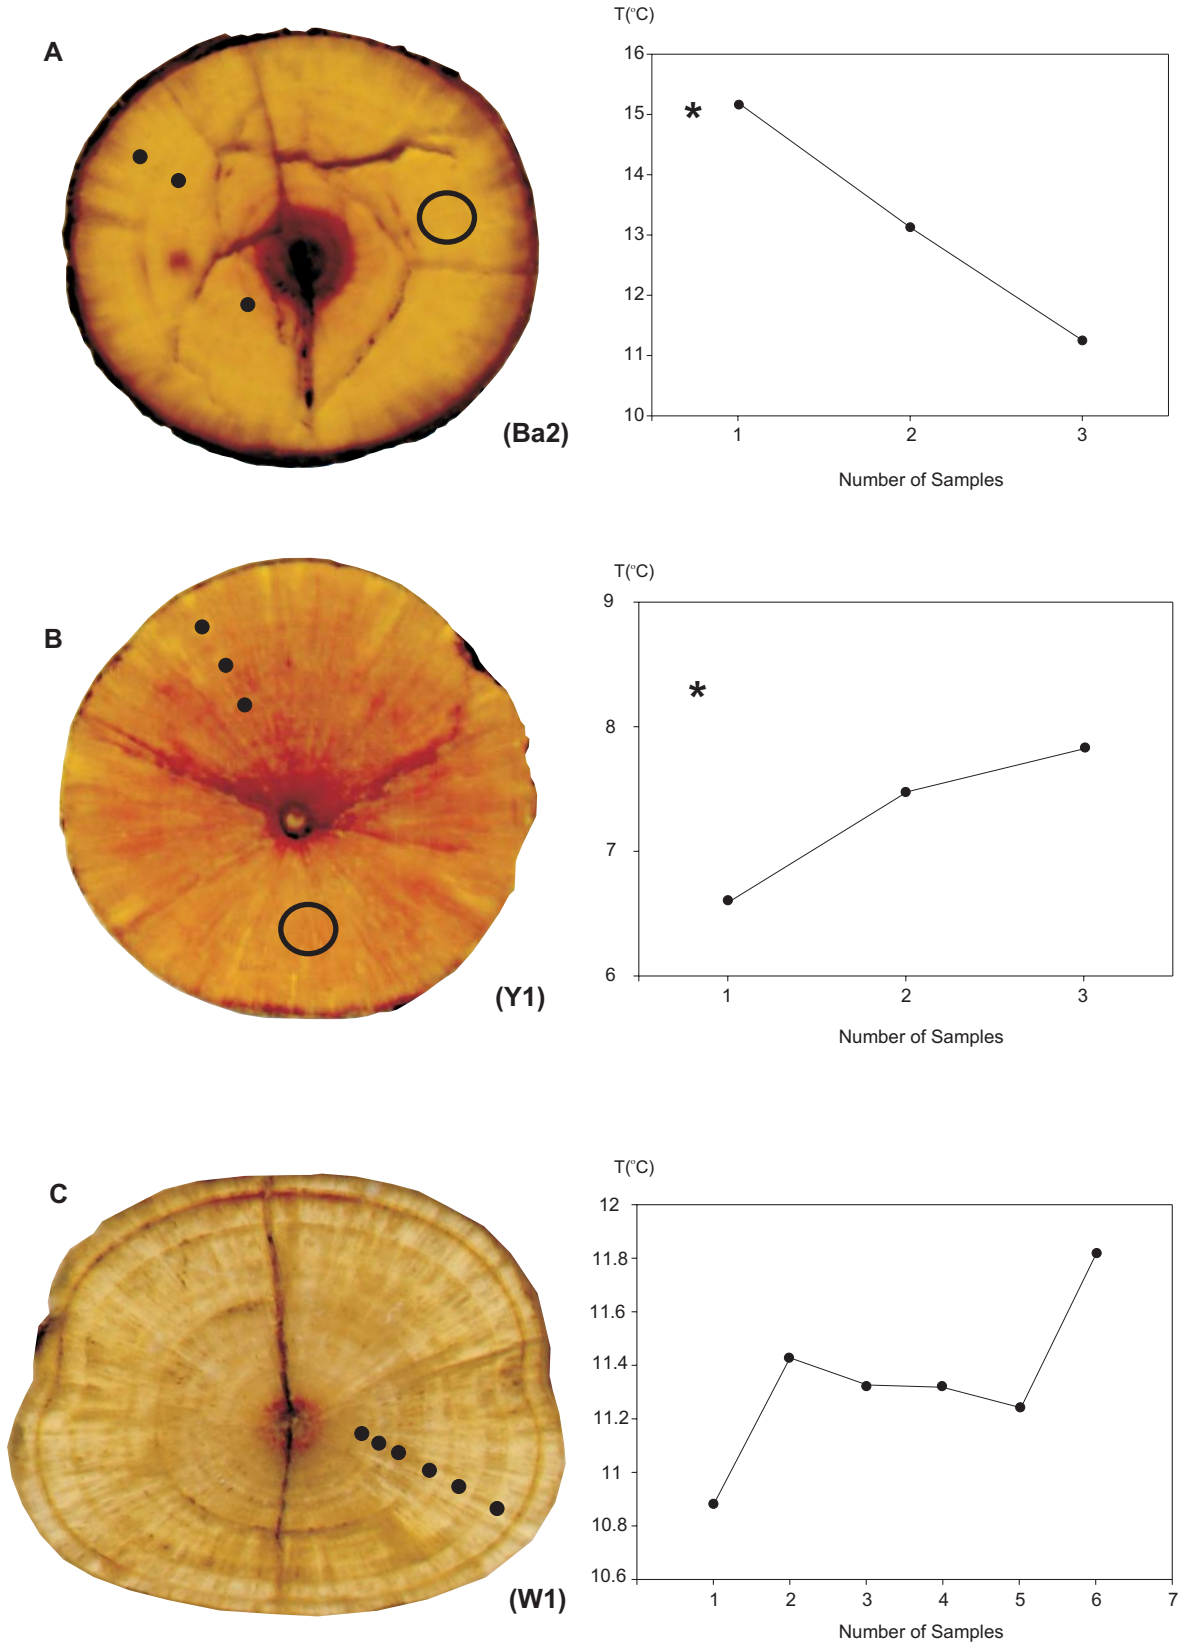 A
(Ba2)
T(°C)
16
15
14
13
12
11
10
*
1 2 3
Number of Samples
B
(Y1)
T(°C)
9
8
7
6
*
1 2 3
Number of Samples
C
(W1)
T(°C)
12
11.8
11.6
11.4
11.2
11
10.8
10.6
1 2 3 4 5 6 7
Number of Samples